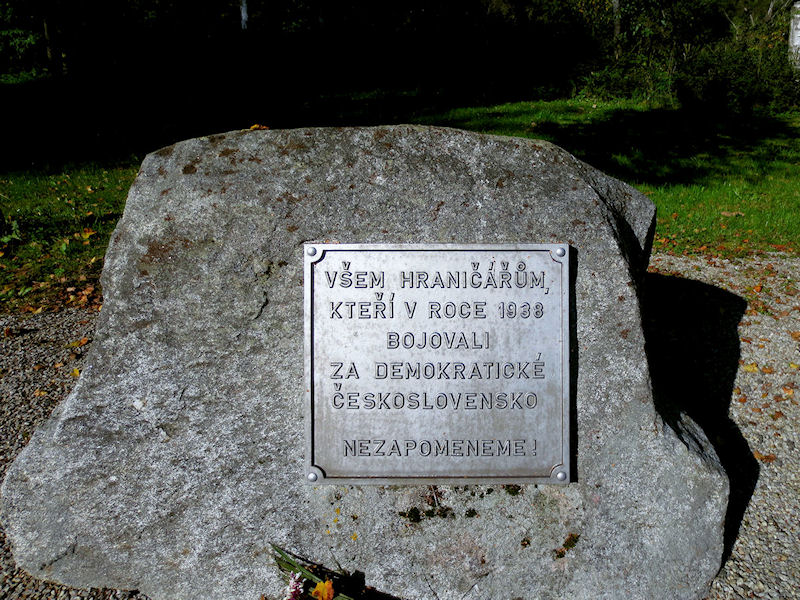 VŠEM HRANIČÁŘŮM,
KTEŘÍ V ROCE 1938
BOJOVALI
ZA DEMOKRATICKÉ
ČESKOSLOVENSKO
NEZAPOMENEME!